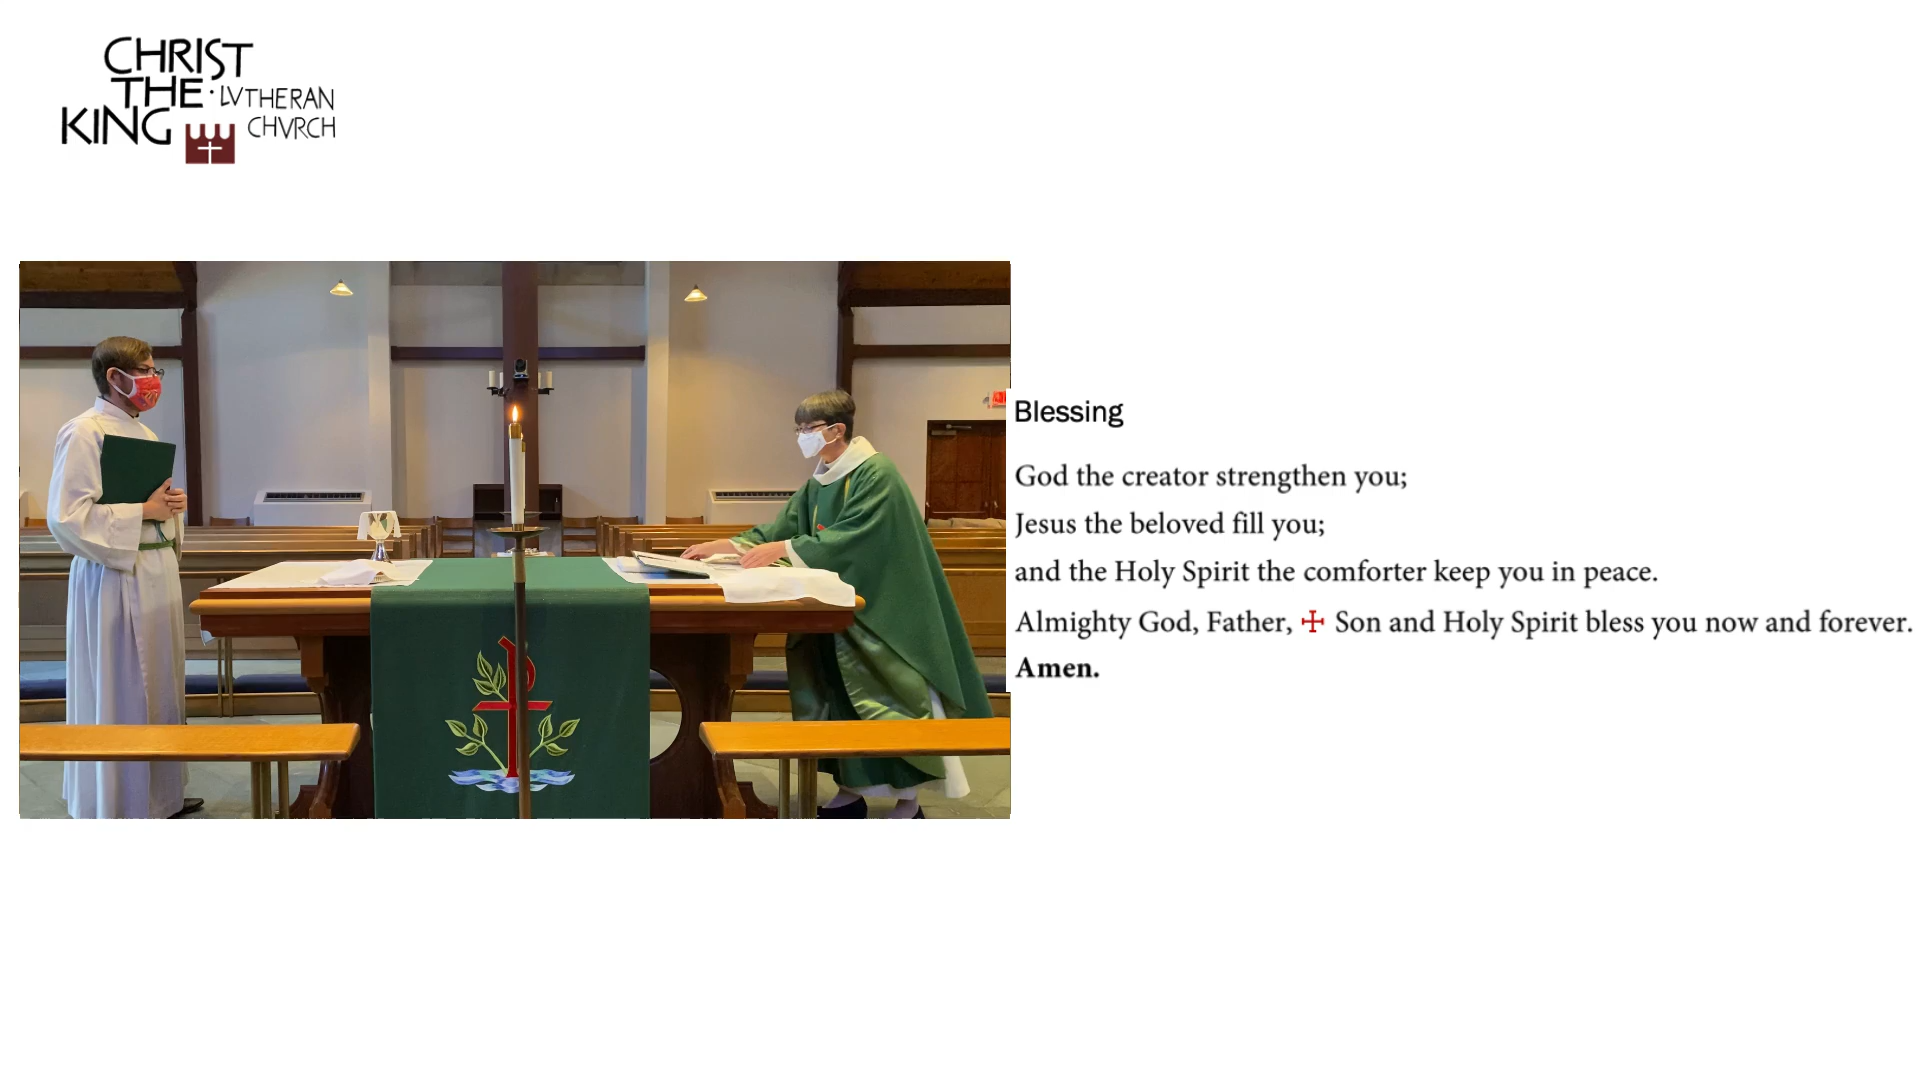 CHRIST
THE · LVTHERAN
KING CHVRCH
Blessing
God the creator strengthen you;
Jesus the beloved fill you;
and the Holy Spirit the comforter keep you in peace.
Almighty God, Father, ☩ Son and Holy Spirit bless you now and forever.
Amen.